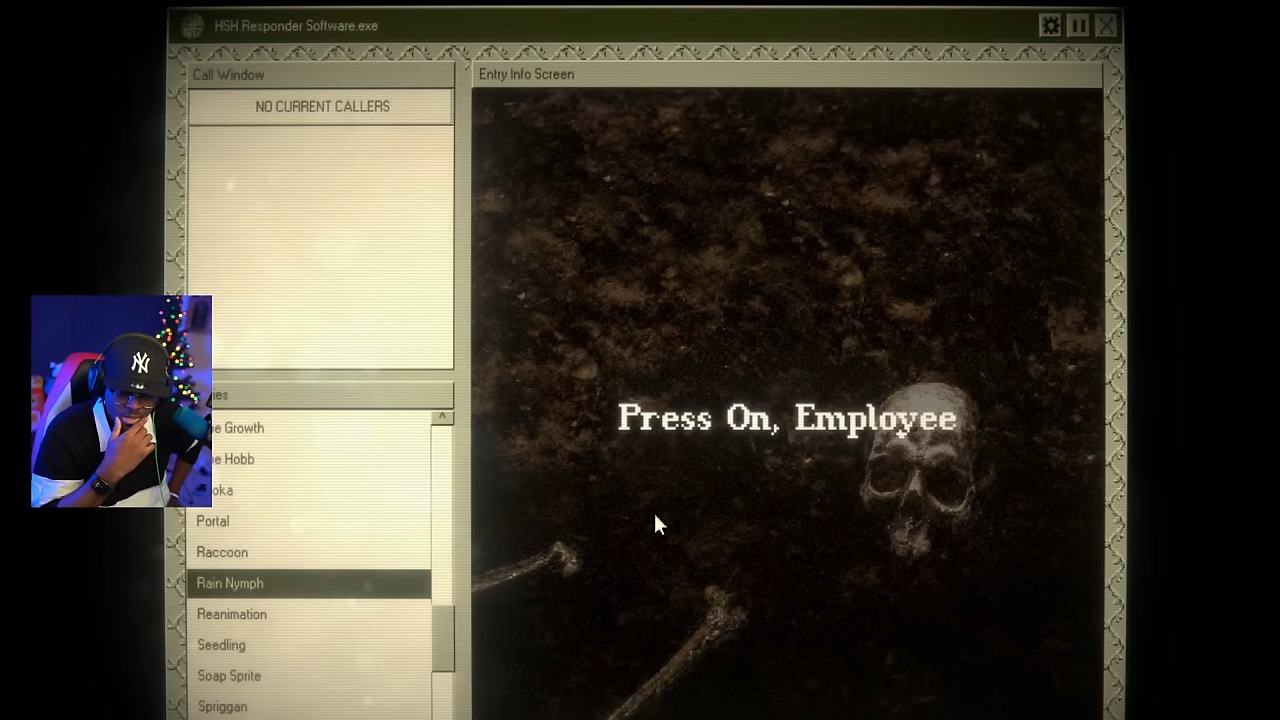 HSH Responder Software.exe
Call Window
Entry Info Screen
NO CURRENT CALLERS
Press On, Employee
Growth
Hobb
Portal
Raccoon
Rain Nymph
Reanimation
Seedling
Soap Sprite
Spriggan
NY